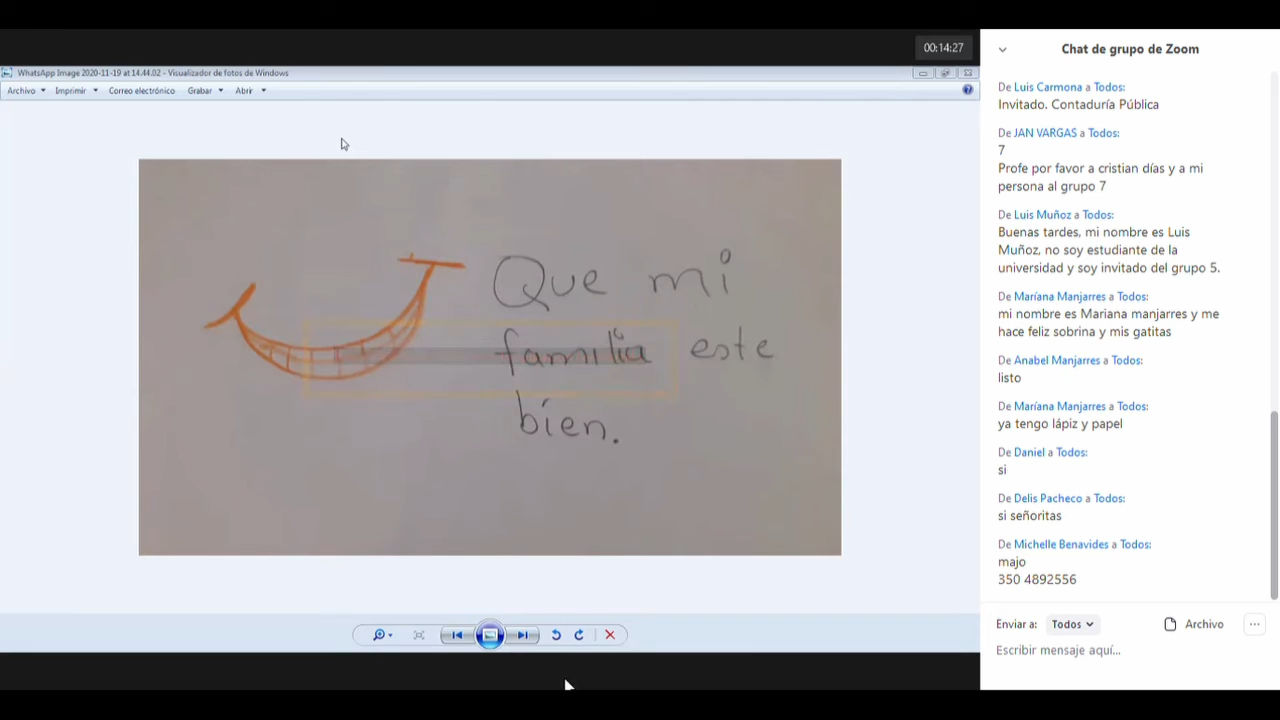 00:14:27
WhatsApp Image 2020-11-19 at 14.44.02 - Visualizador de fotos de Windows
Archivo Imprimir Correo electrónico Grabar Abrir
Que mi
familia este
bien.
Chat de grupo de Zoom
De Luis Carmona a Todos:
Invitado. Contaduría Pública
De JAN VARGAS a Todos:
7
Profe por favor a cristian días y a mi
persona al grupo 7
De Luis Muñoz a Todos:
Buenas tardes, mi nombre es Luis
Muñoz, no soy estudiante de la
universidad y soy invitado del grupo 5.
De Maríana Manjarres a Todos:
mi nombre es Mariana manjarres y me
hace feliz sobrina y mis gatitas
De Anabel Manjarres a Todos:
listo
De Maríana Manjarres a Todos:
ya tengo lápiz y papel
De Daniel a Todos:
si
De Delis Pacheco a Todos:
si señoritas
De Michelle Benavides a Todos:
majo
350 4892556
Enviar a: Todos Archivo
Escribir mensaje aquí...